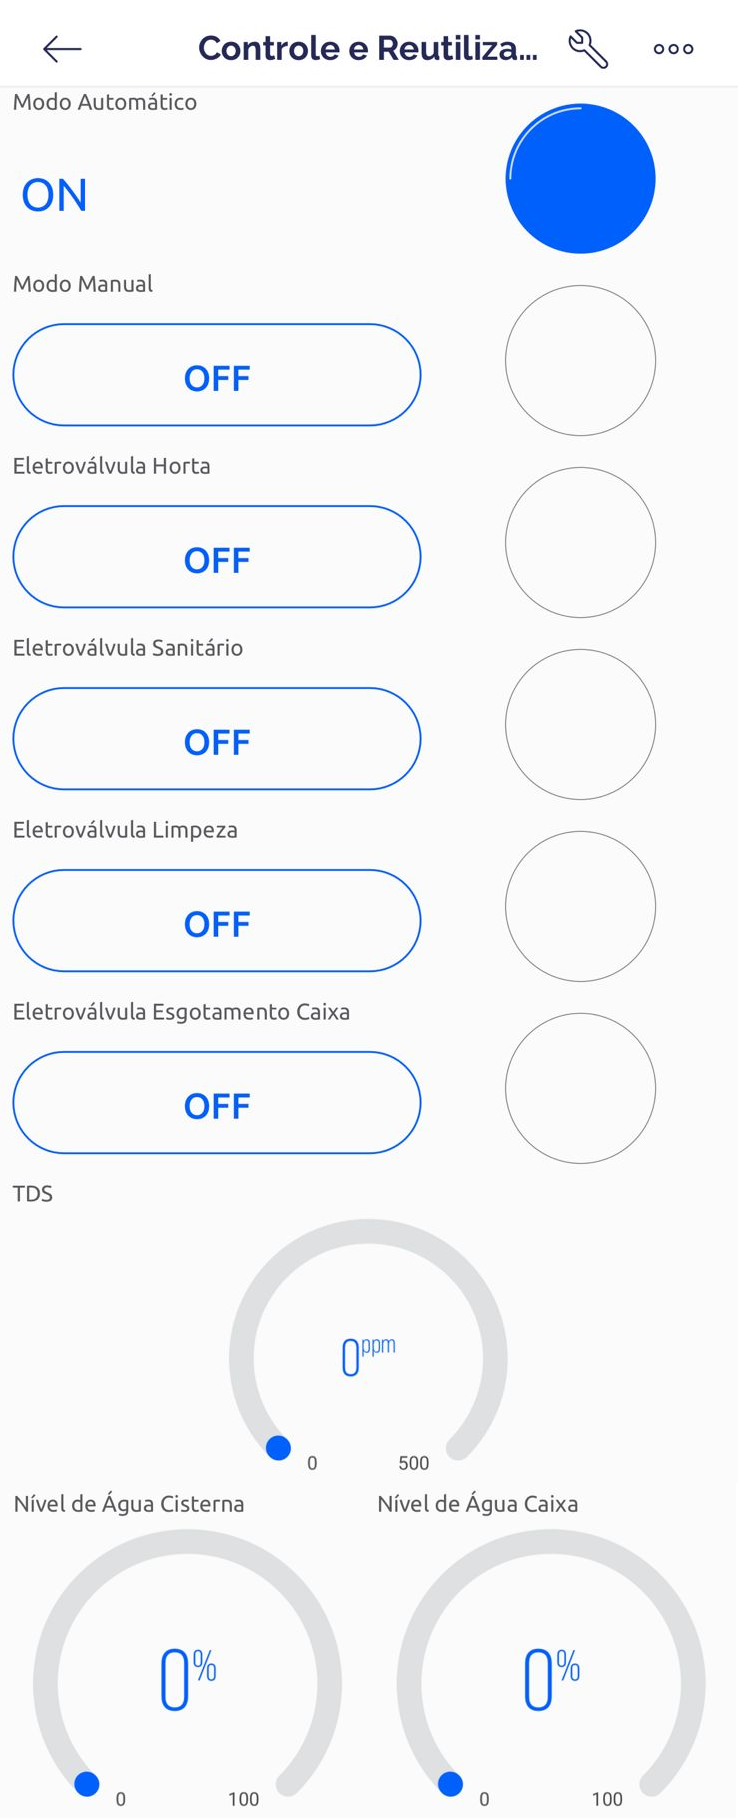 Controle e Reutiliza...
Modo Automático
ON
Modo Manual
OFF
Eletroválvula Horta
OFF
Eletroválvula Sanitário
OFF
Eletroválvula Limpeza
OFF
Eletroválvula Esgotamento Caixa
OFF
TDS
0ppm
0 500
Nível de Água Cisterna
0%
0 100
Nível de Água Caixa
0%
0 100